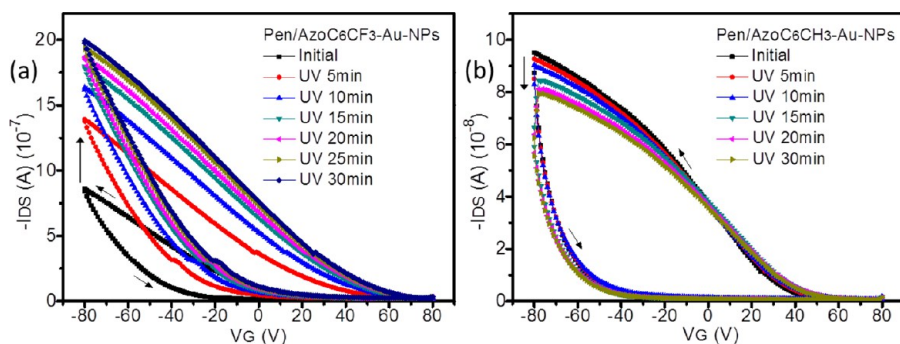 (a)
Pen/AzoC6CF3-Au-NPs
Initial
UV 5min
UV 10min
UV 15min
UV 20min
UV 25min
UV 30min
-IDS (A) (10-7)
20
15
10
5
0
-80 -60 -40 -20 0 20 40 60 80
VG (V)
(b)
Pen/AzoC6CH3-Au-NPs
Initial
UV 5min
UV 10min
UV 15min
UV 20min
UV 30min
-IDS (A) (10-8)
10
8
6
4
2
0
-80 -60 -40 -20 0 20 40 60 80
VG (V)